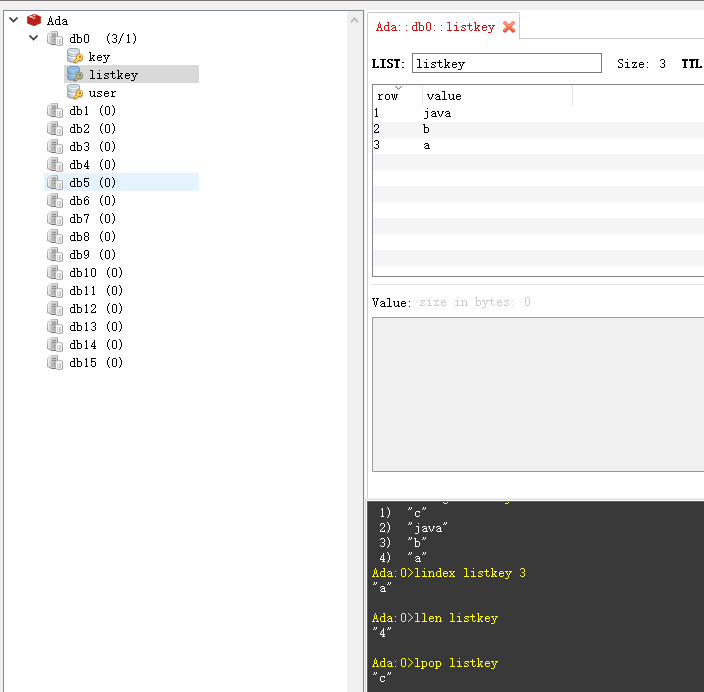 Ada
db0 (3/1)
key
listkey
user
db1 (0)
db2 (0)
db3 (0)
db4 (0)
db5 (0)
db6 (0)
db7 (0)
db8 (0)
db9 (0)
db10 (0)
db11 (0)
db12 (0)
db13 (0)
db14 (0)
db15 (0)
Ada::db0::listkey
LIST: listkey Size: 3 TTL
row value
1 java
2 b
3 a
Value: size in bytes: 0
1) "c"
2) "java"
3) "b"
4) "a"
Ada:0>lindex listkey 3
"a"
Ada:0>llen listkey
"4"
Ada:0>lpop listkey
"c"